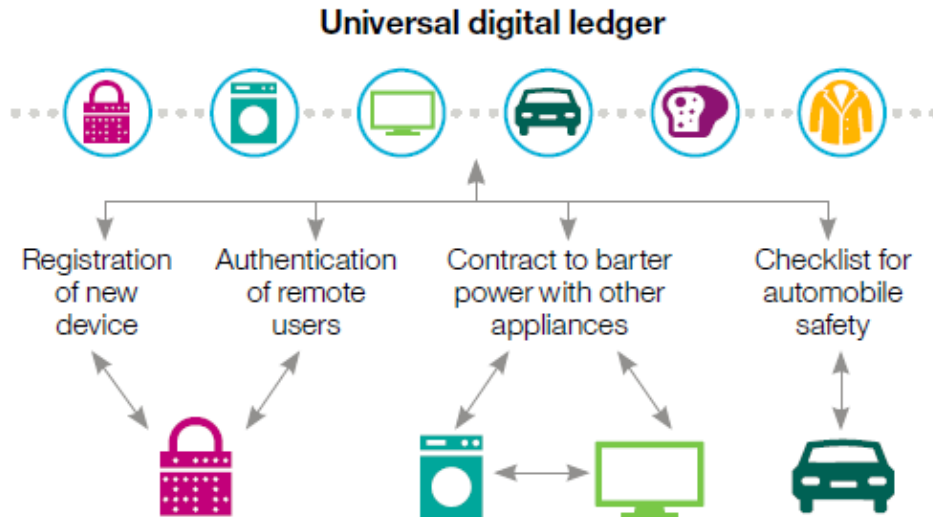 Universal digital ledger
Registration
of new
device
Authentication
of remote
users
Contract to barter
power with other
appliances
Checklist for
automobile
safety